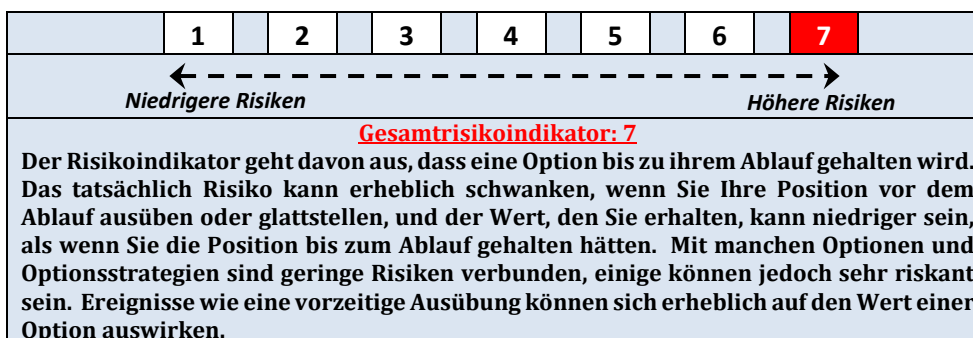 1 2 3 4 5 6 7
Niedrigere Risiken Höhere Risiken
Gesamtrisikoindikator: 7
Der Risikoindikator geht davon aus, dass eine Option bis zu ihrem Ablauf gehalten wird.
Das tatsächlich Risiko kann erheblich schwanken, wenn Sie Ihre Position vor dem
Ablauf ausüben oder glattstellen, und der Wert, den Sie erhalten, kann niedriger sein,
als wenn Sie die Position bis zum Ablauf gehalten hätten. Mit manchen Optionen und
Optionsstrategien sind geringe Risiken verbunden, einige können jedoch sehr riskant
sein. Ereignisse wie eine vorzeitige Ausübung können sich erheblich auf den Wert einer
Option auswirken.